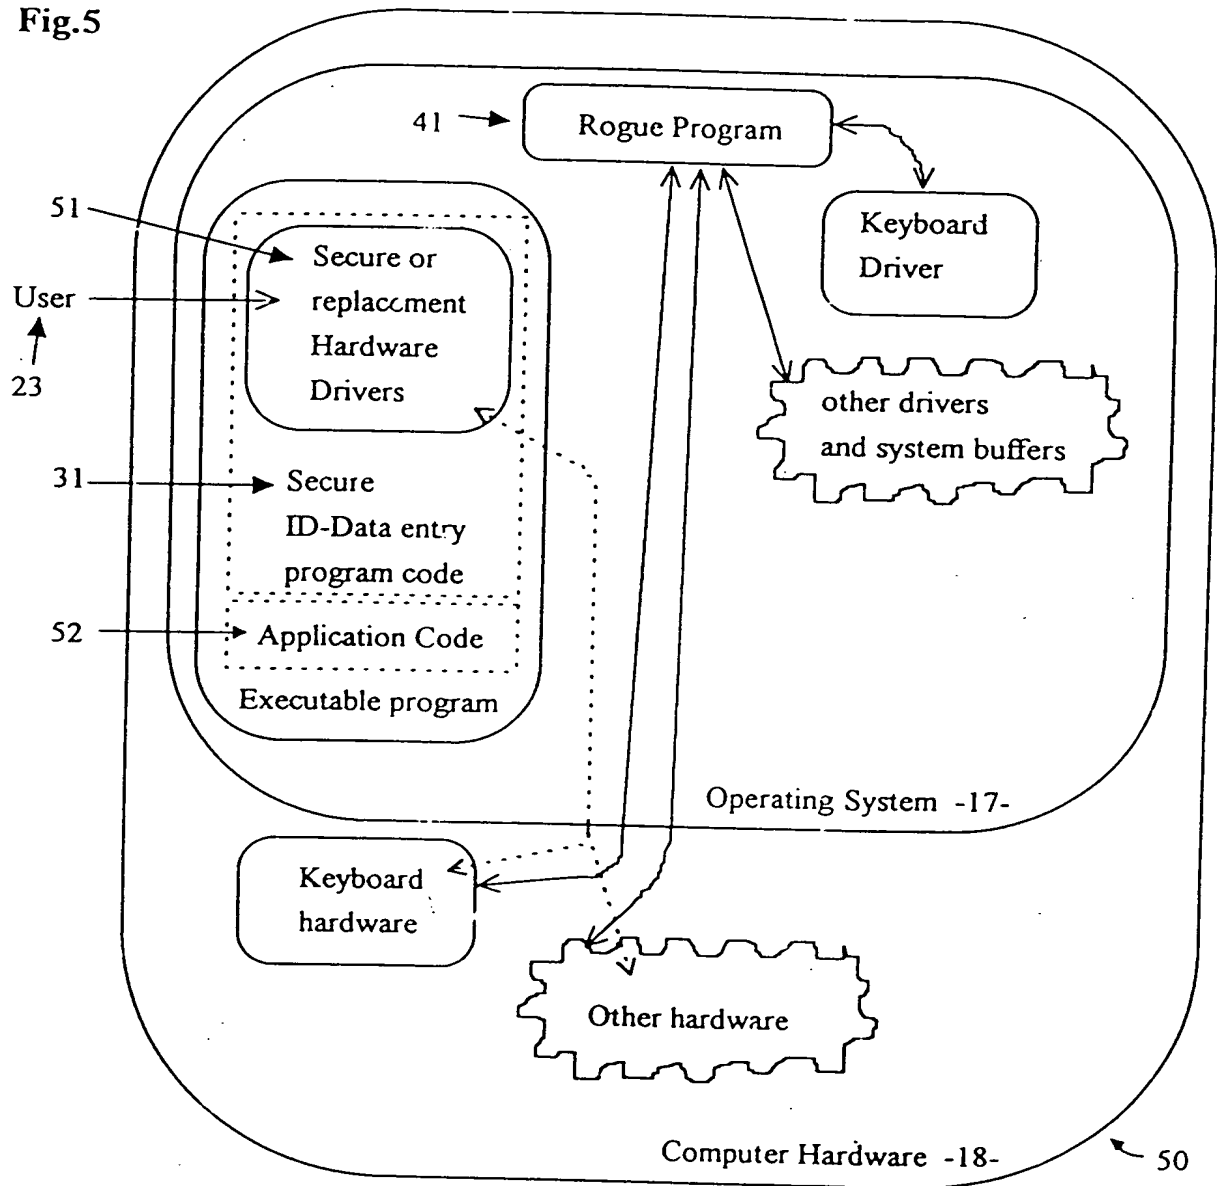 Fig.5
41
Rogue Program
51
Secure or
replacement
Hardware
Drivers
User
23
Keyboard
Driver
other drivers
and system buffers
31
Secure
ID-Data entry
program code
52
Application Code
Executable program
Operating System -17-
Keyboard
hardware
Other hardware
Computer Hardware -18-
50